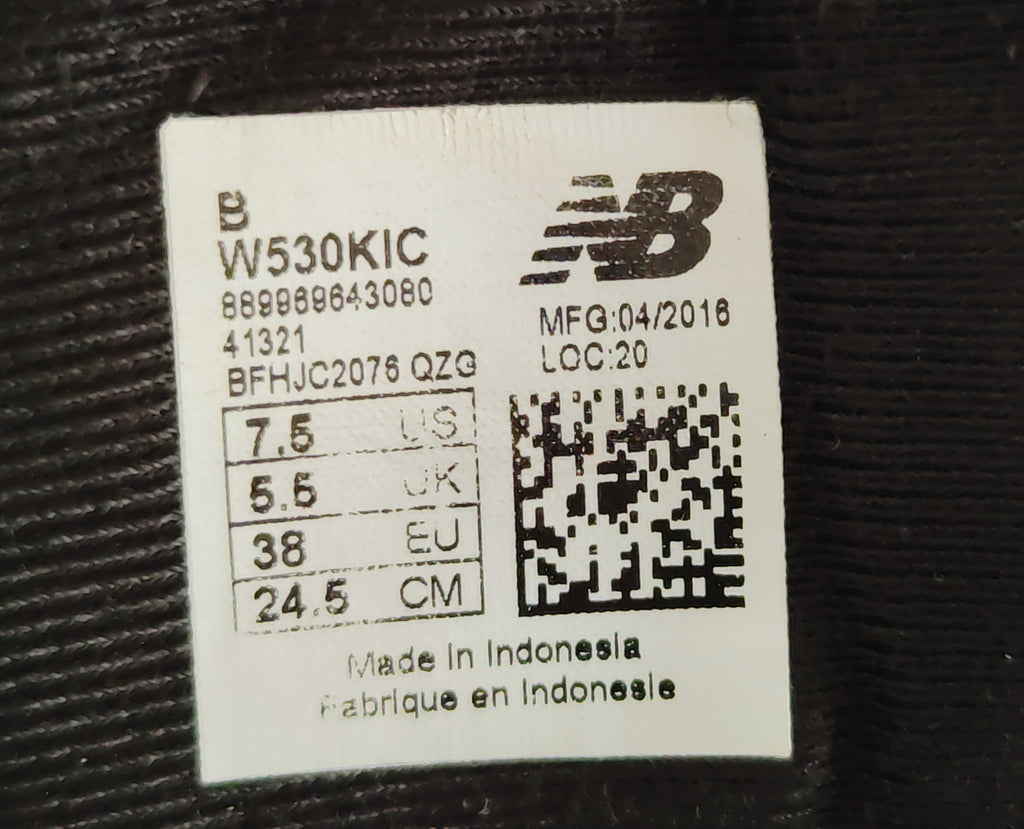 B
W530KIC
889969643080
41321
BFHJC2076 QZG
7.5 US
5.5 UK
38 EU
24.5 CM
NB
MFG:04/2016
LOC:20
Made in Indonesia
Fabrique en Indonesie